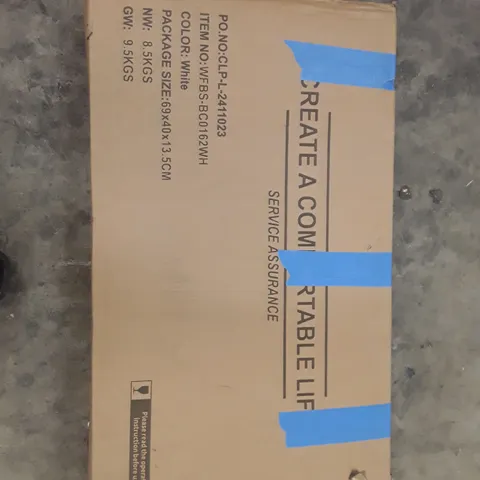 CREATE A COM RTABLE LIF
SERVICE ASSURANCE
PO.NO:CLP-L-2411023
ITEM NO:WFBS-BC0162WH
COLOR: White
PACKAGE SIZE:69x40x13.5CM
NW: 8.5KGS
GW: 9.5KGS
Please read the opera
instruction before u